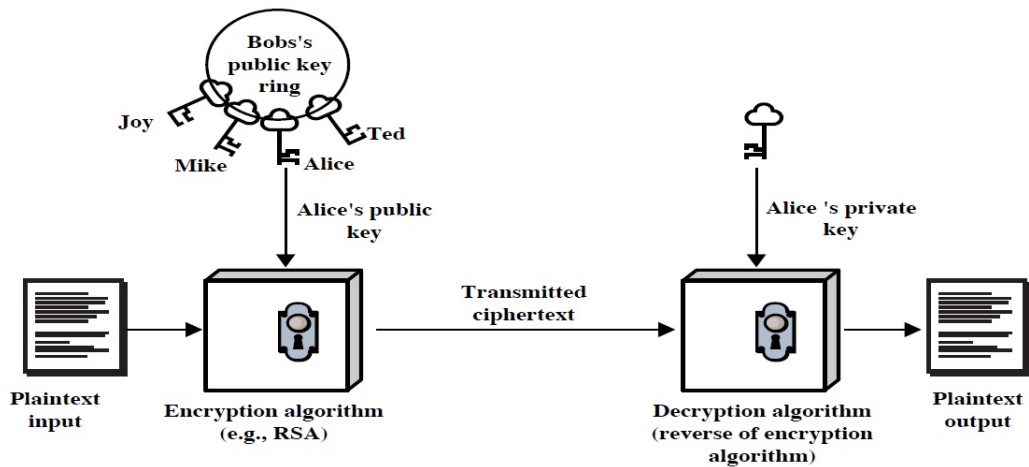 Bobs's
public key
ring
Joy
Ted
Mike
Alice
Alice's public
key
Alice 's private
key
Transmitted
ciphertext
Plaintext
input
Encryption algorithm
(e.g., RSA)
Decryption algorithm
(reverse of encryption
algorithm)
Plaintext
output